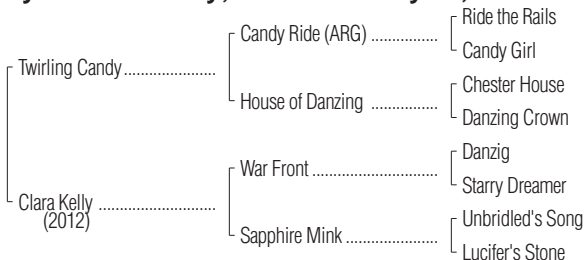 Ride the Rails
Candy Ride (ARG) ................
Candy Girl
Twirling Candy......................
Chester House
House of Danzing ................
Danzing Crown
Danzig
War Front ..............................
Starry Dreamer
Clara Kelly ............................
(2012)
Unbridled's Song
Sapphire Mink ......................
Lucifer's Stone